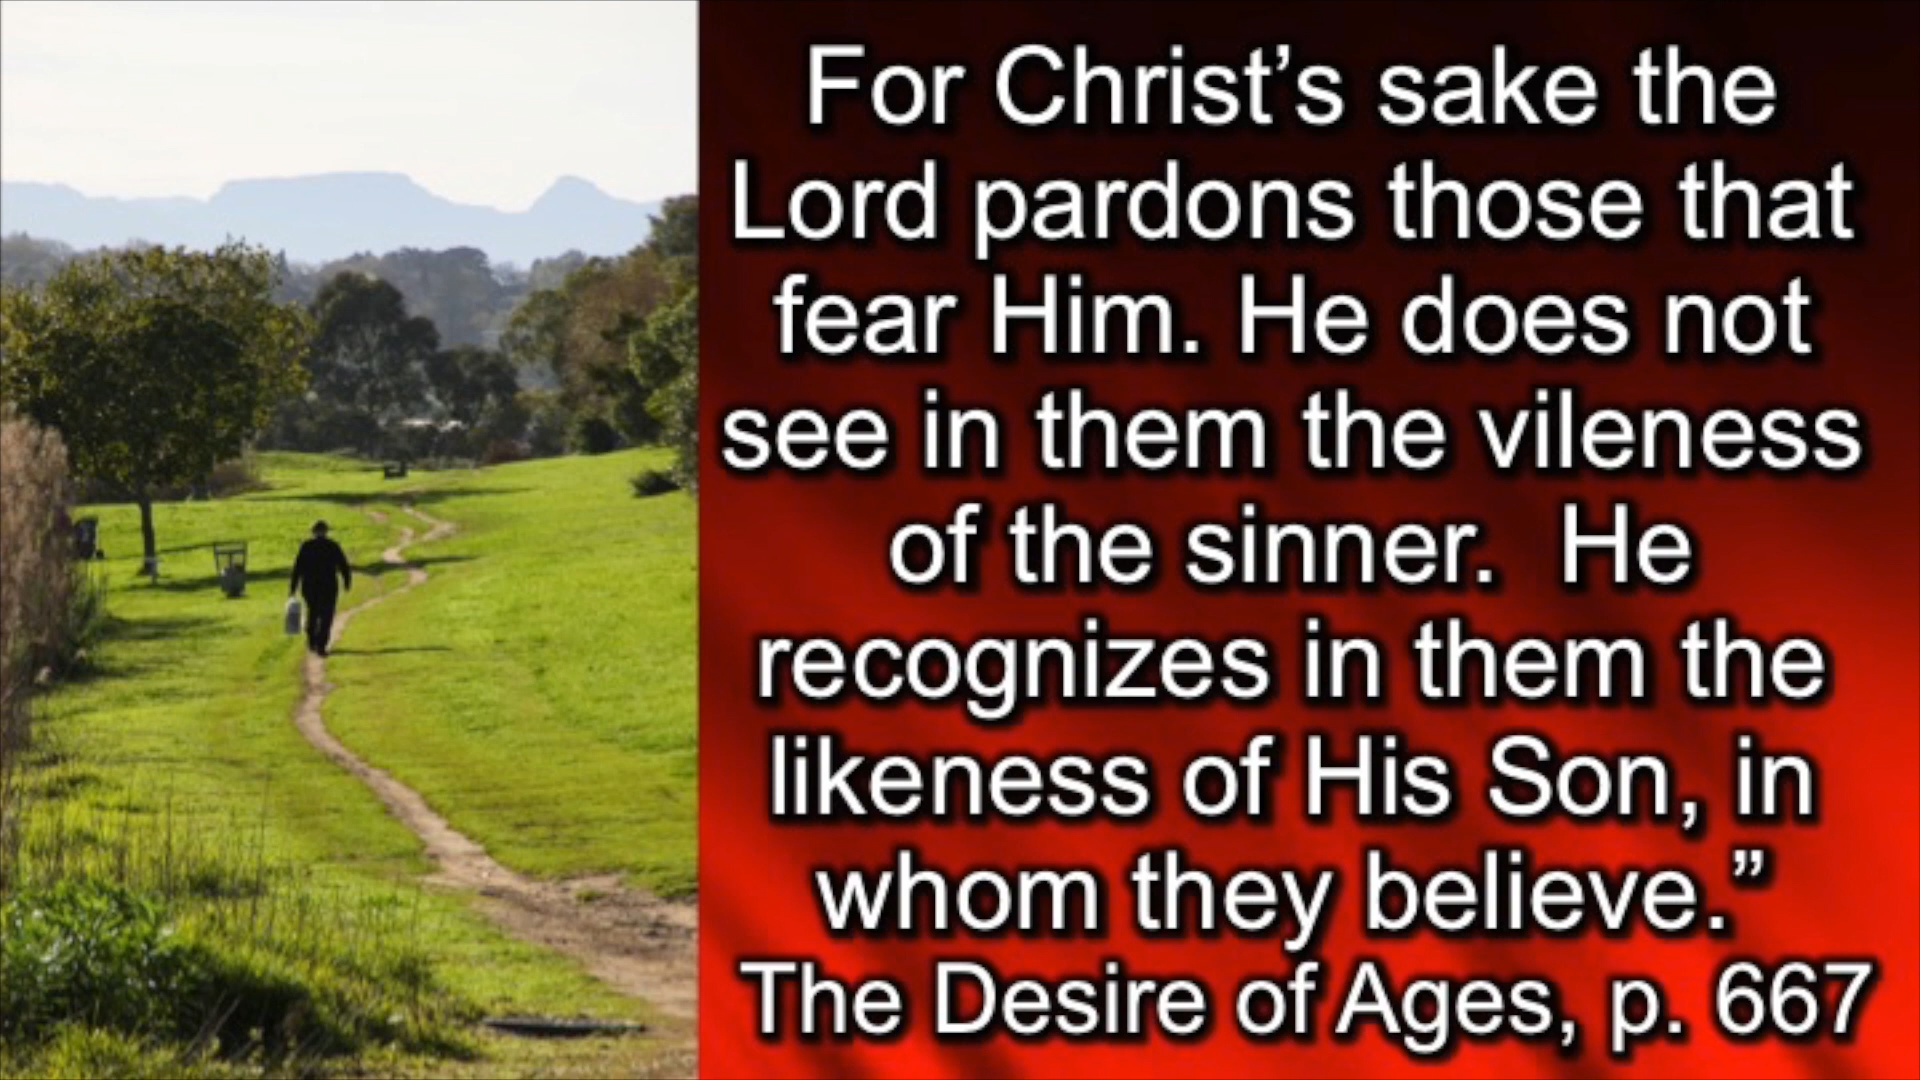 For Christ’s sake the
Lord pardons those that
fear Him. He does not
see in them the vileness
of the sinner.  He
recognizes in them the
likeness of His Son, in
whom they believe.”
The Desire of Ages, p. 667